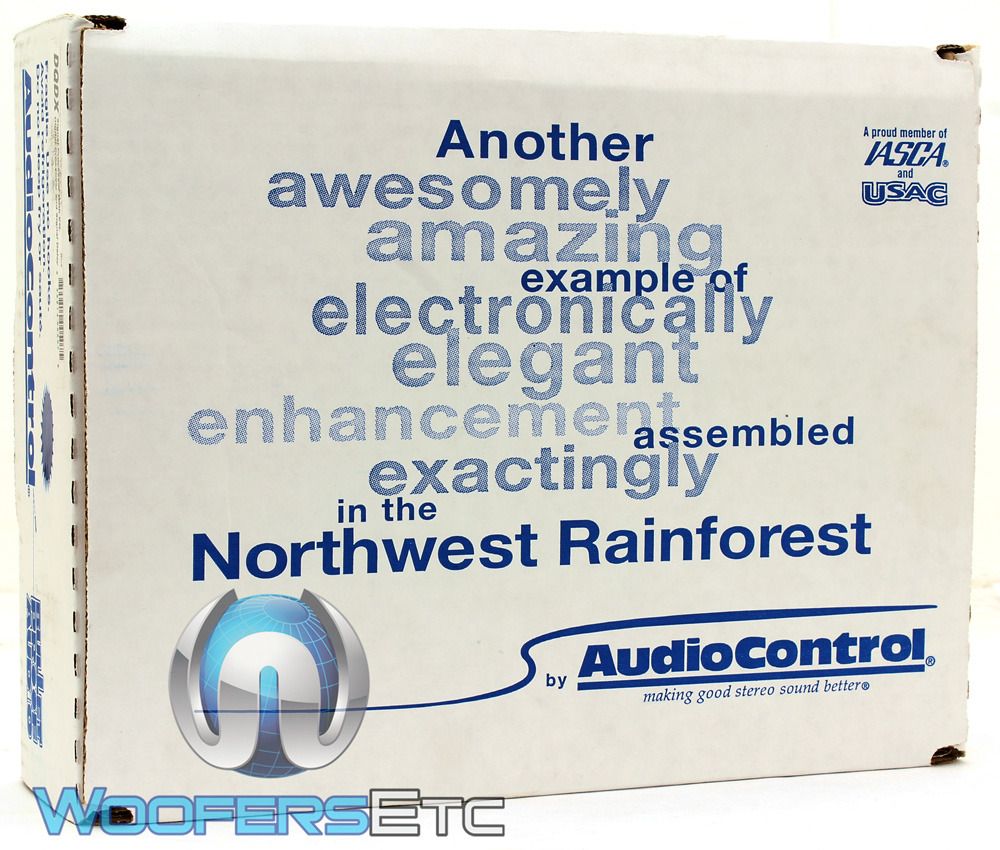 Another
awesomely
amazing
example of
electronically
elegant
enhancement
assembled
exactingly
in the
Northwest Rainforest
by AudioControl®
making good stereo sound better®
A proud member of
IASCA®
and
USAC
AudioControl
WOOFERSETC